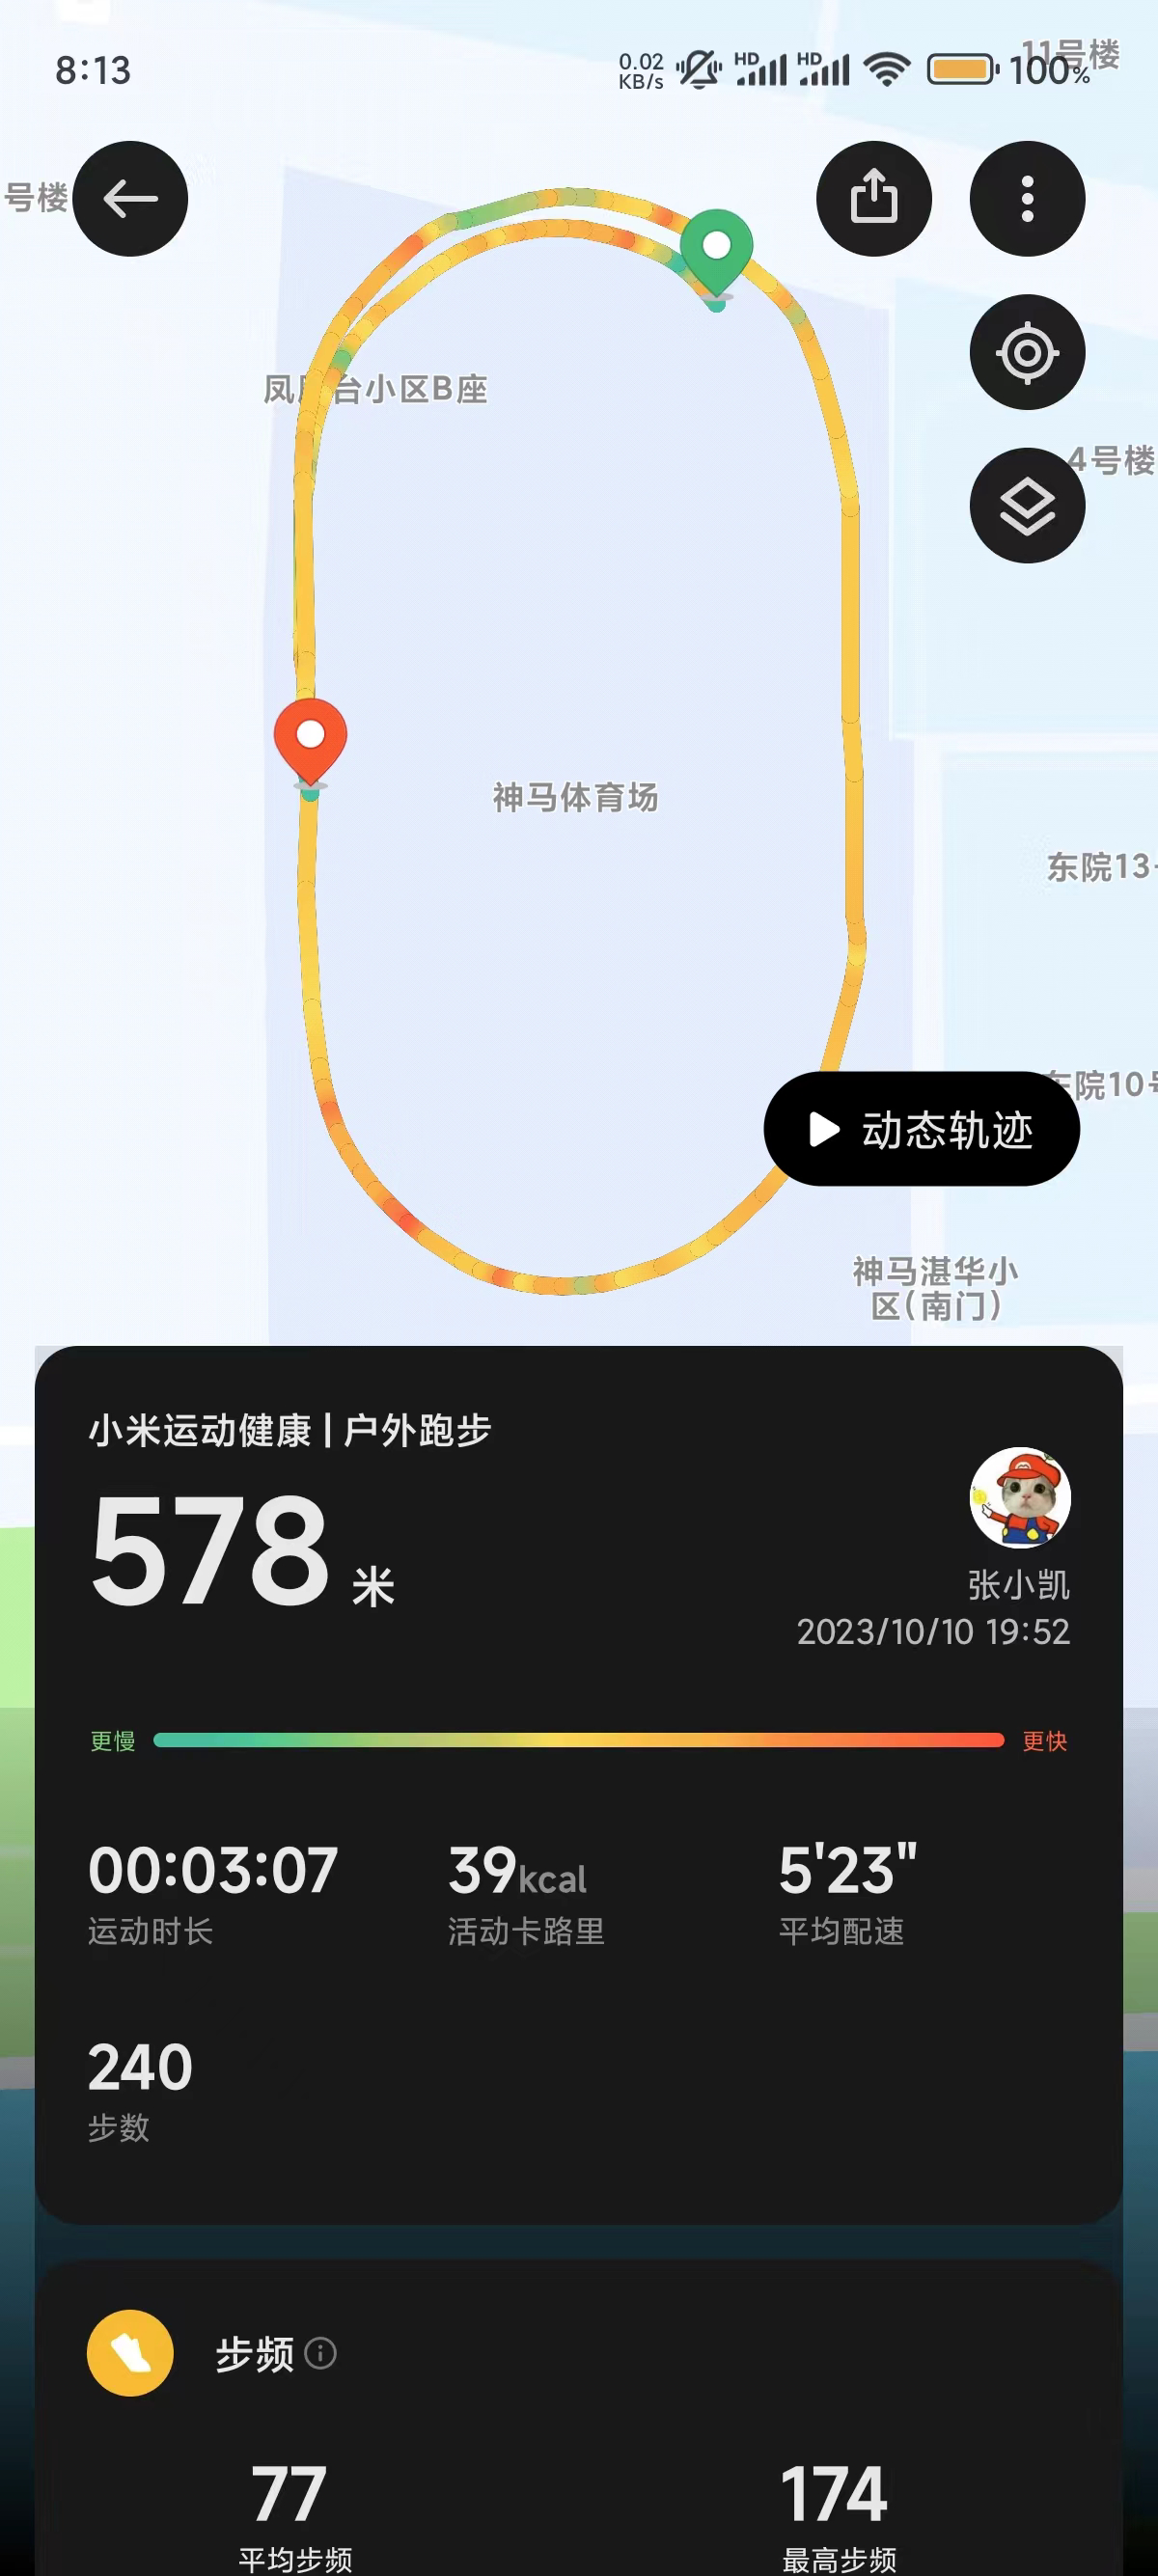 8:13
0.02
KB/s
HD
HD
100%
11号楼
号楼
凤凰台小区B座
4号楼
神马体育场
东院13
东院10号
动态轨迹
神马湛华小
区(南门)
小米运动健康 | 户外跑步
578 米
张小凯
2023/10/10 19:52
更慢
更快
00:03:07
39kcal
5'23"
运动时长
活动卡路里
平均配速
240
步数
步频
77
174
平均步频
最高步频